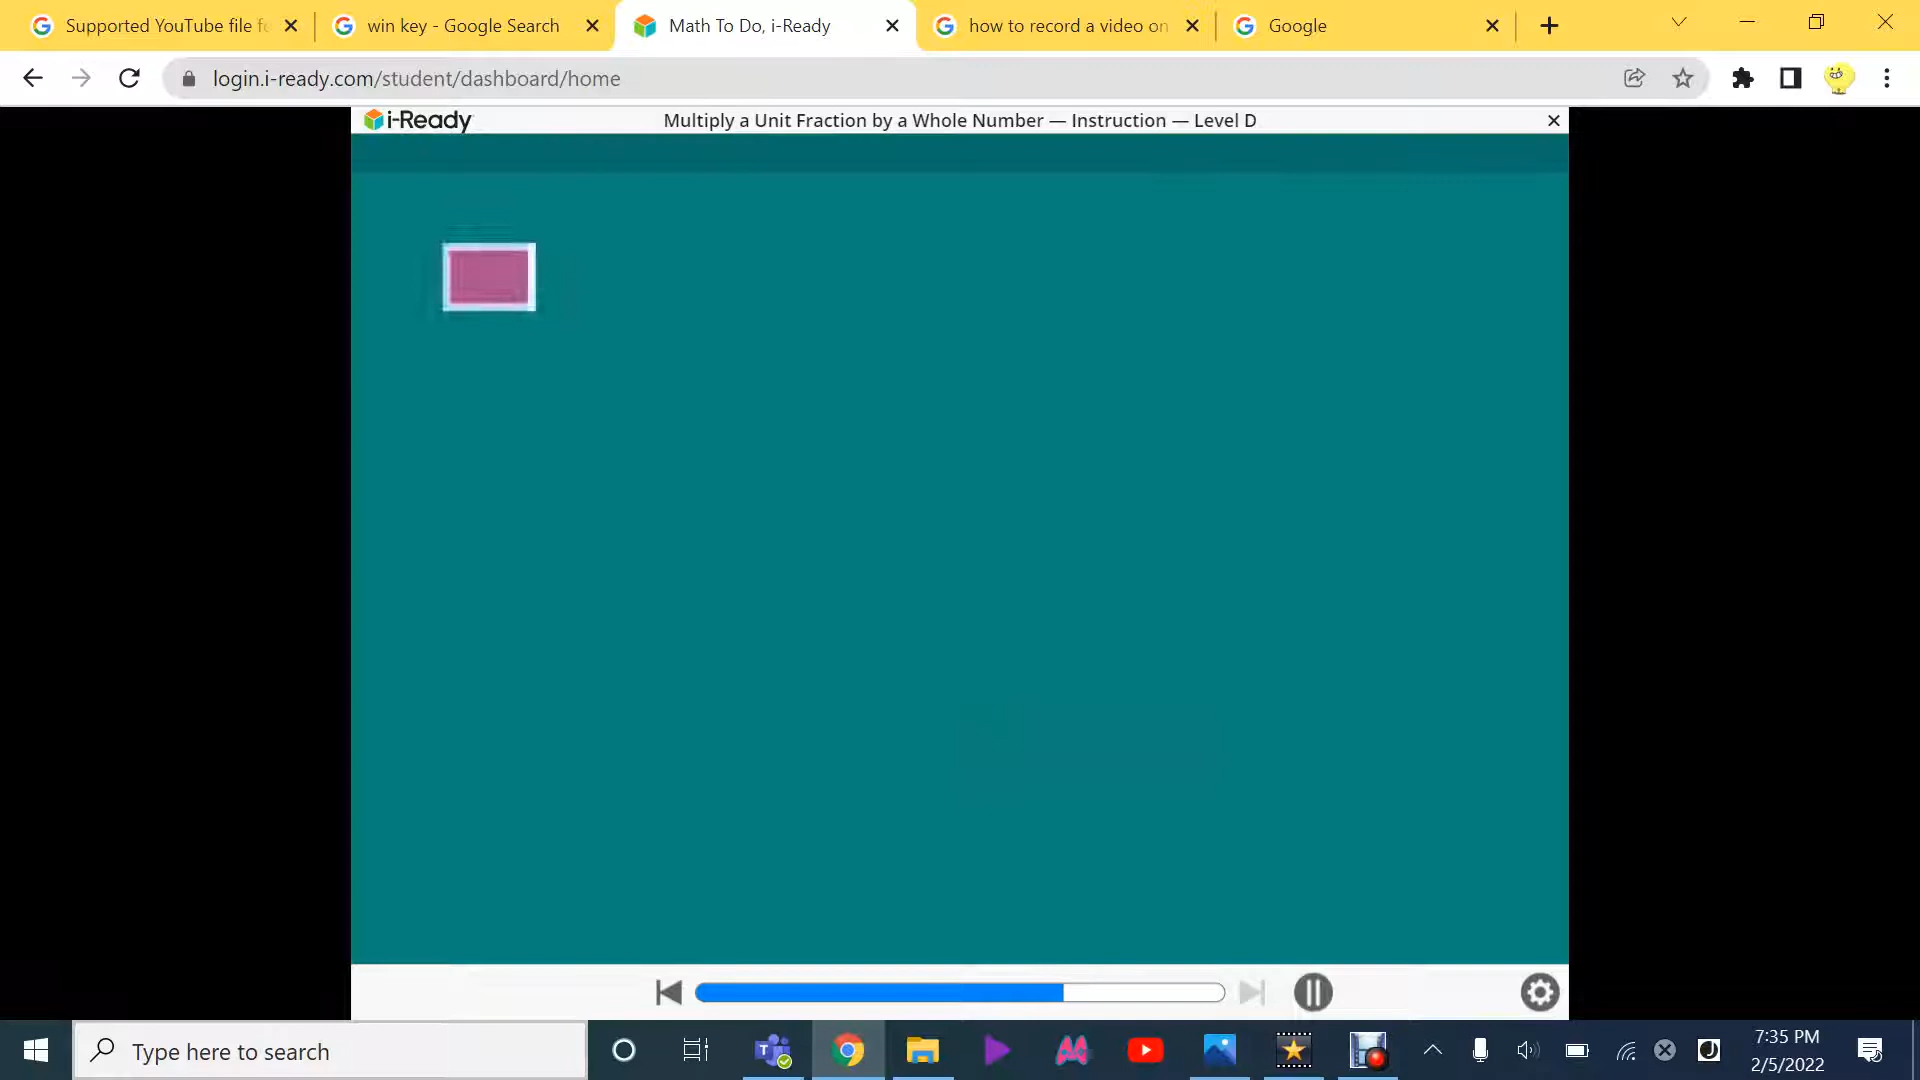 Supported YouTube file fo
win key - Google Search
Math To Do, i-Ready
how to record a video on
Google
login.i-ready.com/student/dashboard/home
i-Ready
Multiply a Unit Fraction by a Whole Number — Instruction — Level D
Type here to search
7:35 PM
2/5/2022